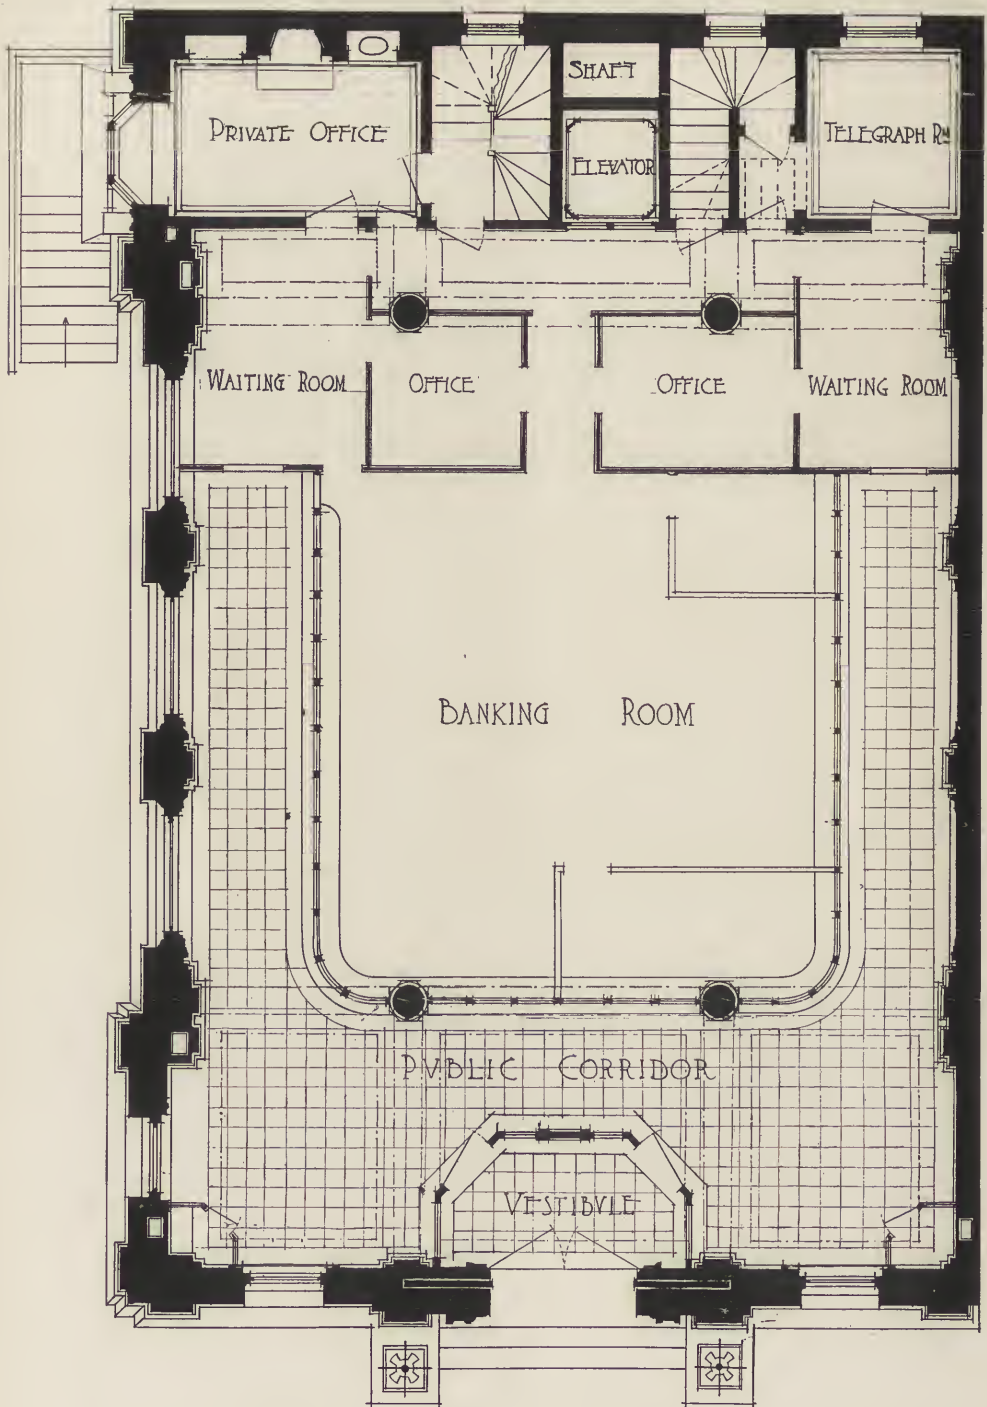 SHAFT
PRIVATE OFFICE
ELEVATOR
TELEGRAPH RM
WAITING ROOM
OFFICE
OFFICE
WAITING ROOM
BANKING ROOM
PVBLIC CORRIDOR
VESTIBVLE